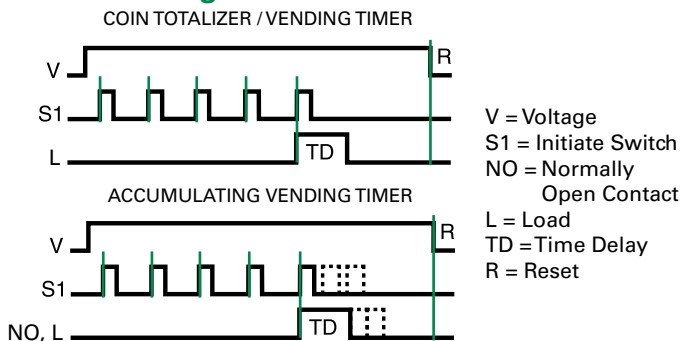 COIN TOTALIZER / VENDING TIMER
V
R
S1
L
TD
ACCUMULATING VENDING TIMER
V
R
S1
NO, L
TD
V = Voltage
S1 = Initiate Switch
NO = Normally
Open Contact
L = Load
TD = Time Delay
R = Reset